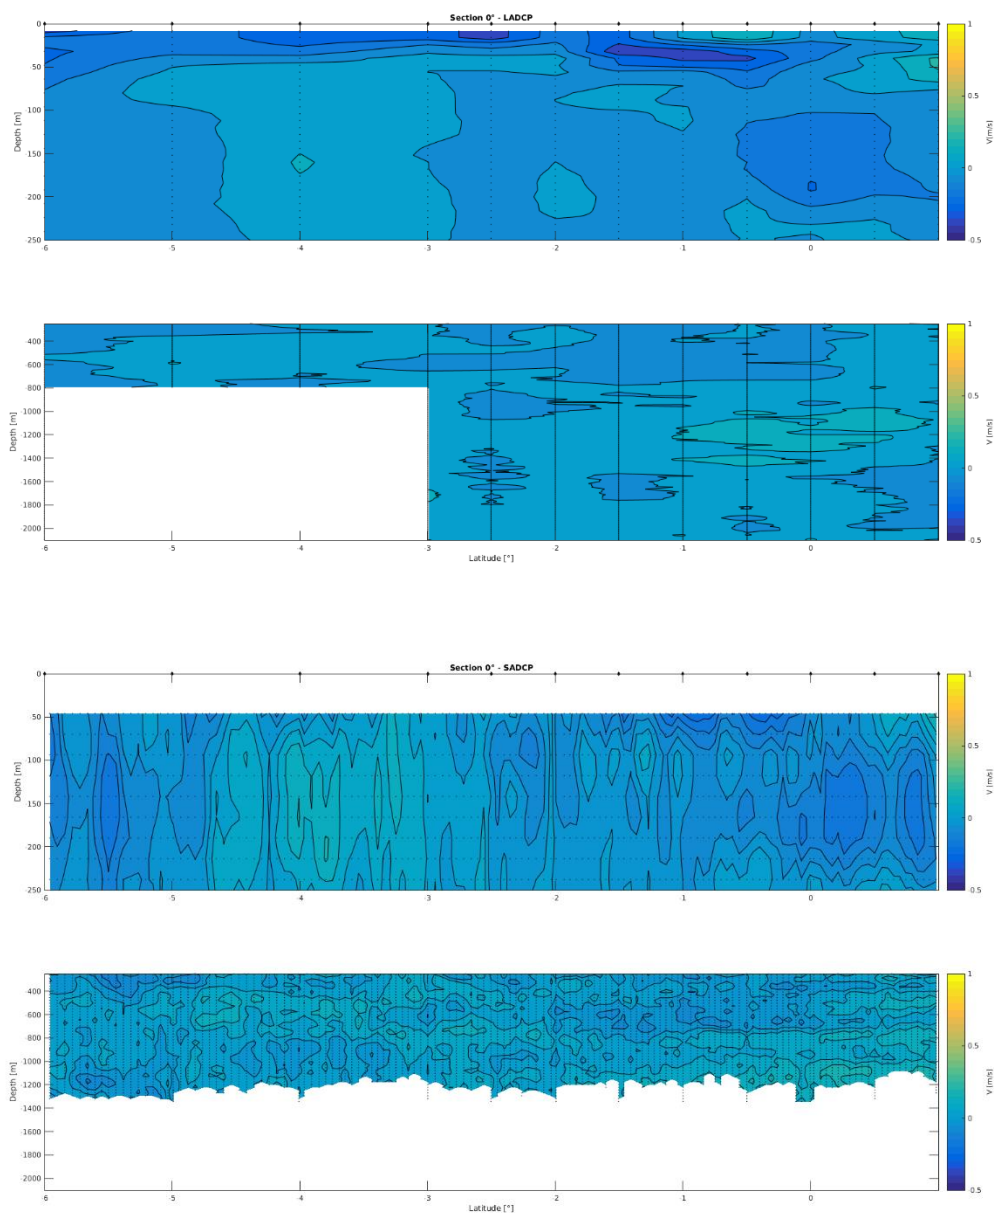 Section 0° - LADCP
0
-50
-100
-150
-200
-250
Depth [m]
-6 -5 -4 -3 -2 -1 0
1
0.5
0
-0.5
V[m/s]
-400
-600
-800
-1000
-1200
-1400
-1600
-1800
-2000
Depth [m]
-6 -5 -4 -3 -2 -1 0
Latitude [°]
1
0.5
0
-0.5
V [m/s]
Section 0° - SADCP
0
-50
-100
-150
-200
-250
Depth [m]
-6 -5 -4 -3 -2 -1 0
1
0.5
0
-0.5
V [m/s]
-400
-600
-800
-1000
-1200
-1400
-1600
-1800
-2000
Depth [m]
-6 -5 -4 -3 -2 -1 0
Latitude [°]
1
0.5
0
-0.5
V [m/s]